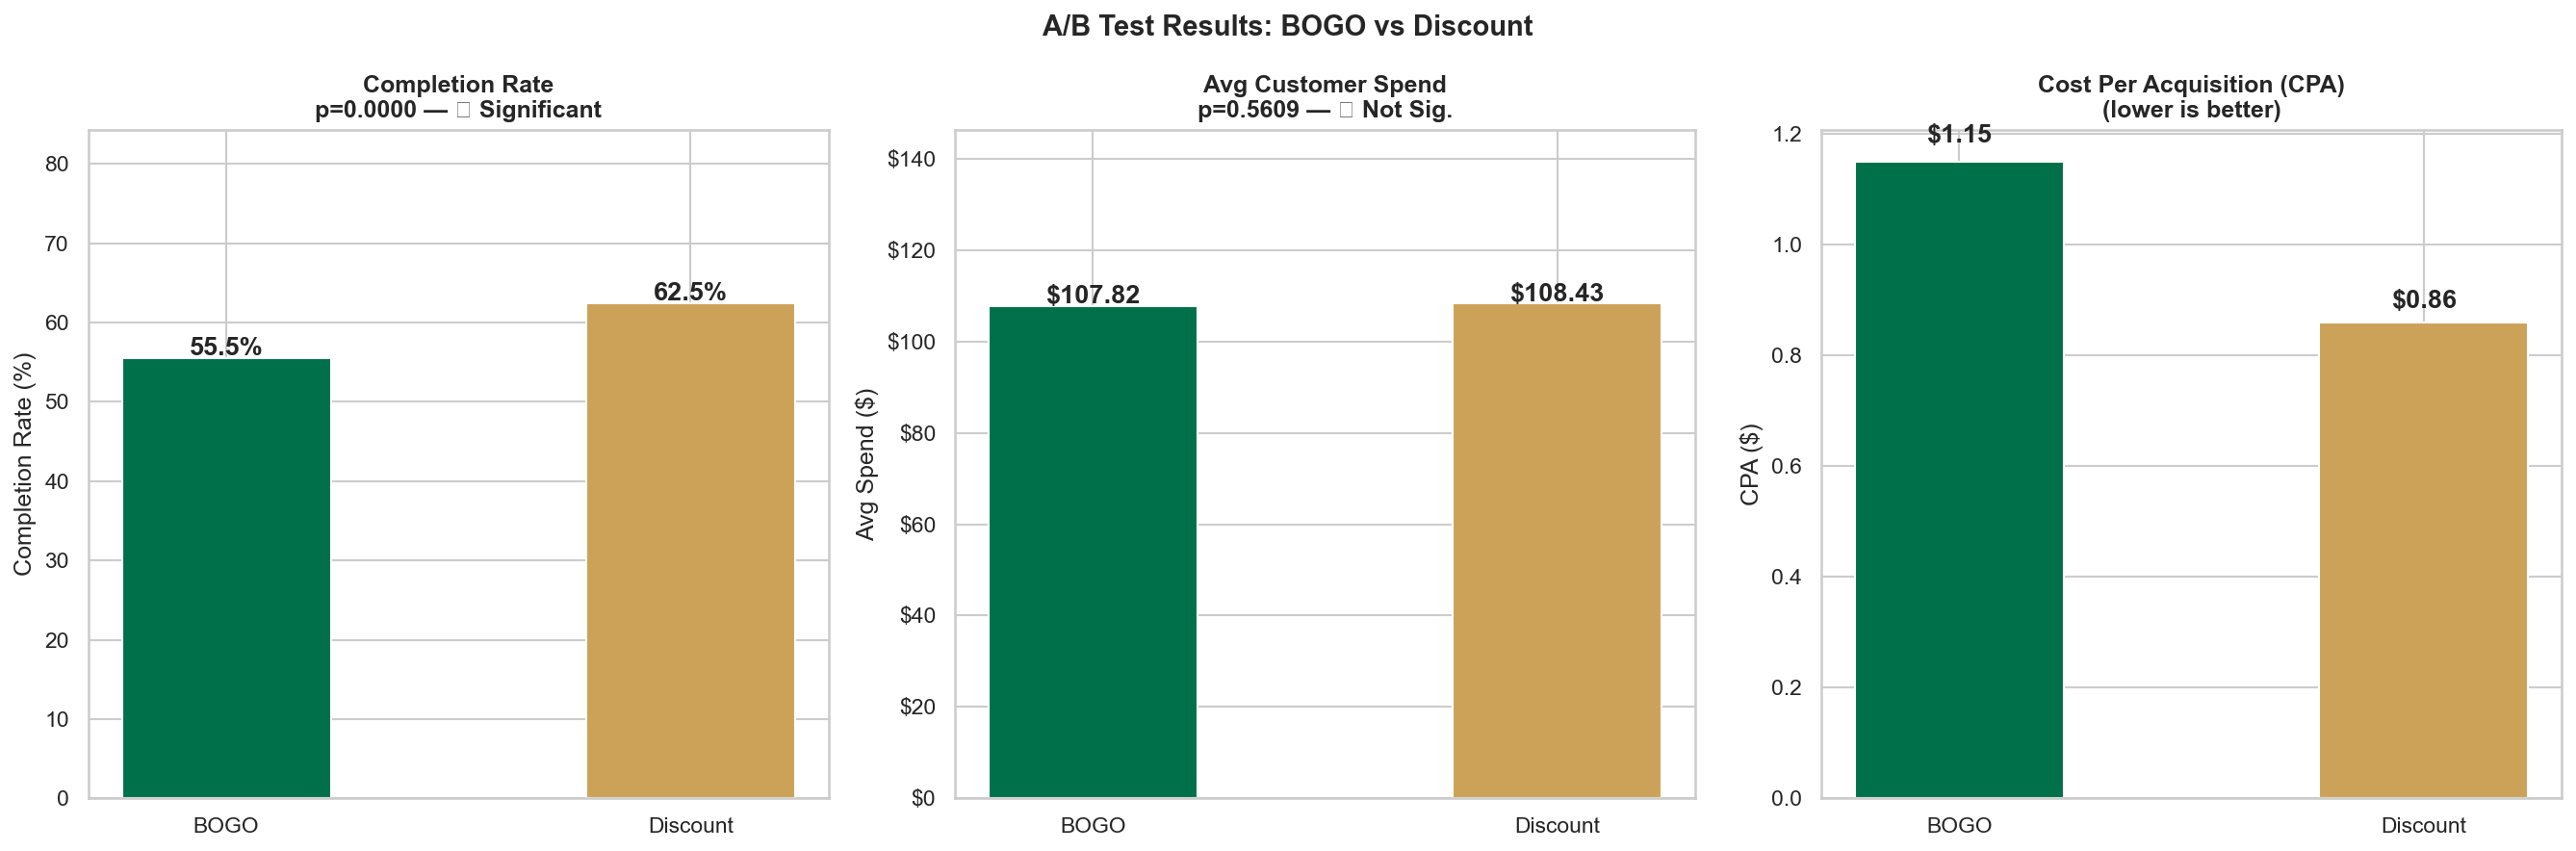 A/B Test Results: BOGO vs Discount
Completion Rate
p=0.0000 — □ Significant
80
70
60
50
40
30
20
10
0
Completion Rate (%)
55.5%
62.5%
BOGO
Discount
Avg Customer Spend
p=0.5609 — □ Not Sig.
$140
$120
$100
$80
$60
$40
$20
$0
Avg Spend ($)
$107.82
$108.43
BOGO
Discount
Cost Per Acquisition (CPA)
(lower is better)
1.2
1.0
0.8
0.6
0.4
0.2
0.0
CPA ($)
$1.15
$0.86
BOGO
Discount